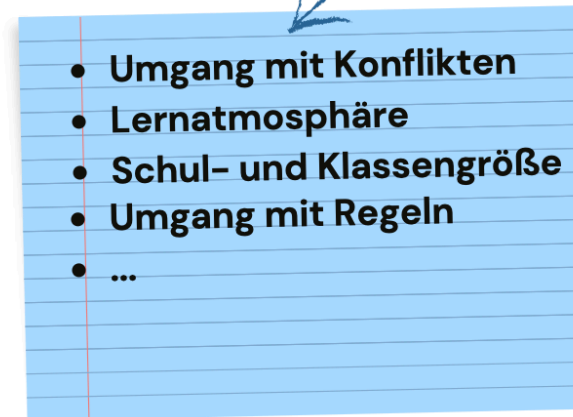 • Umgang mit Konflikten
• Lernatmosphäre
• Schul- und Klassengröße
• Umgang mit Regeln
• ...